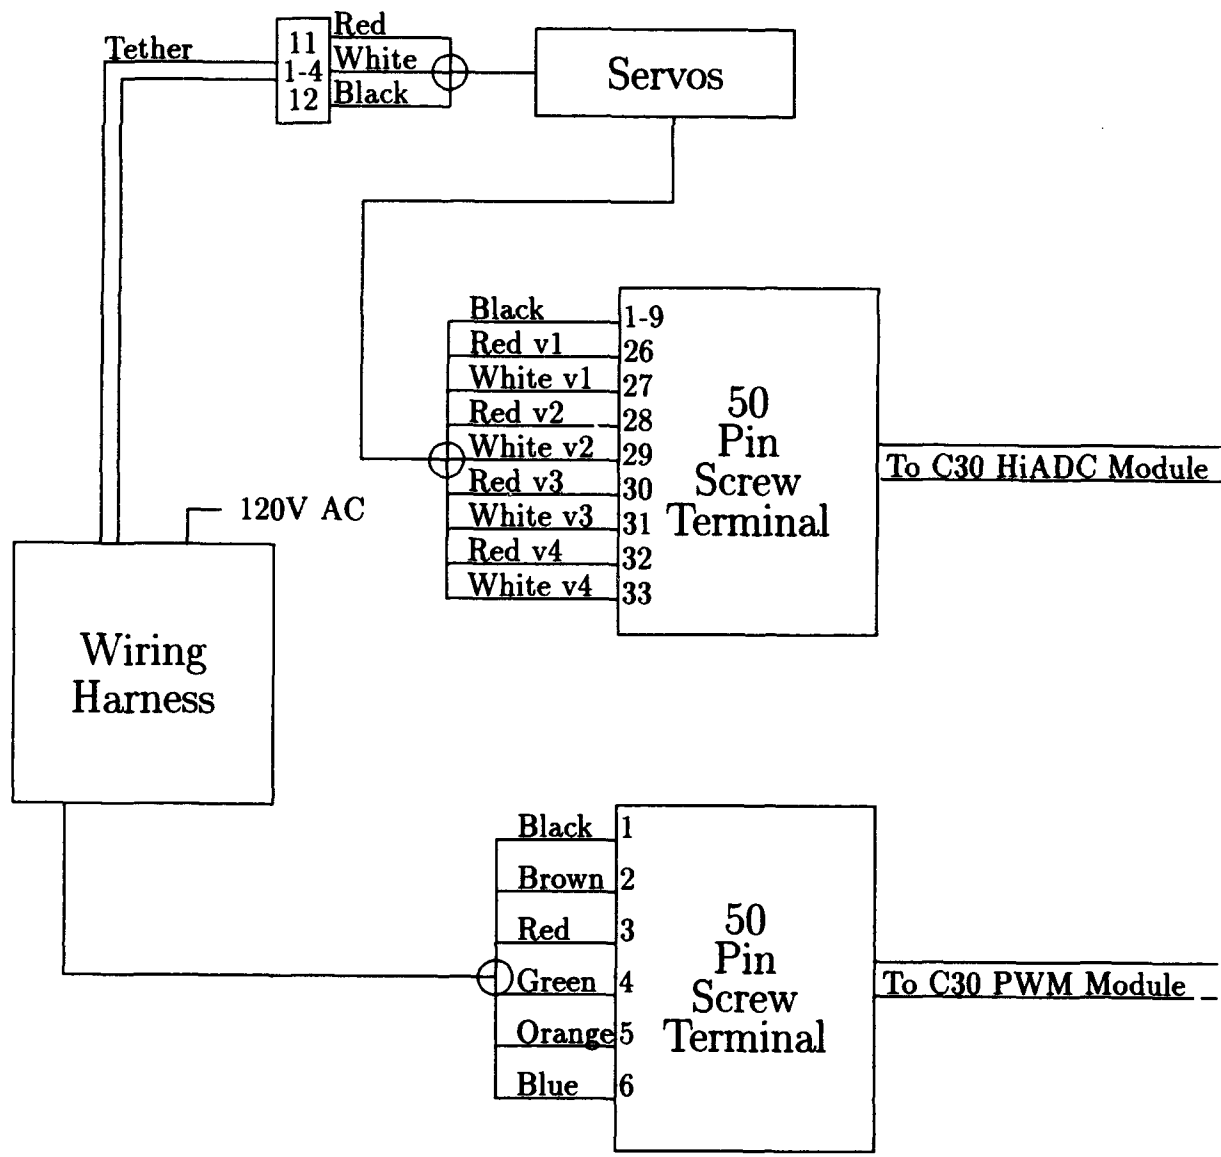 Tether
11
1-4
12
Red
White
Black
Servos
Black 1-9
Red v1 26
White v1 27
Red v2 28
White v2 29
Red v3 30
White v3 31
Red v4 32
White v4 33
50
Pin
Screw
Terminal
To C30 HiADC Module
120V AC
Wiring
Harness
Black 1
Brown 2
Red 3
Green 4
Orange 5
Blue 6
50
Pin
Screw
Terminal
To C30 PWM Module